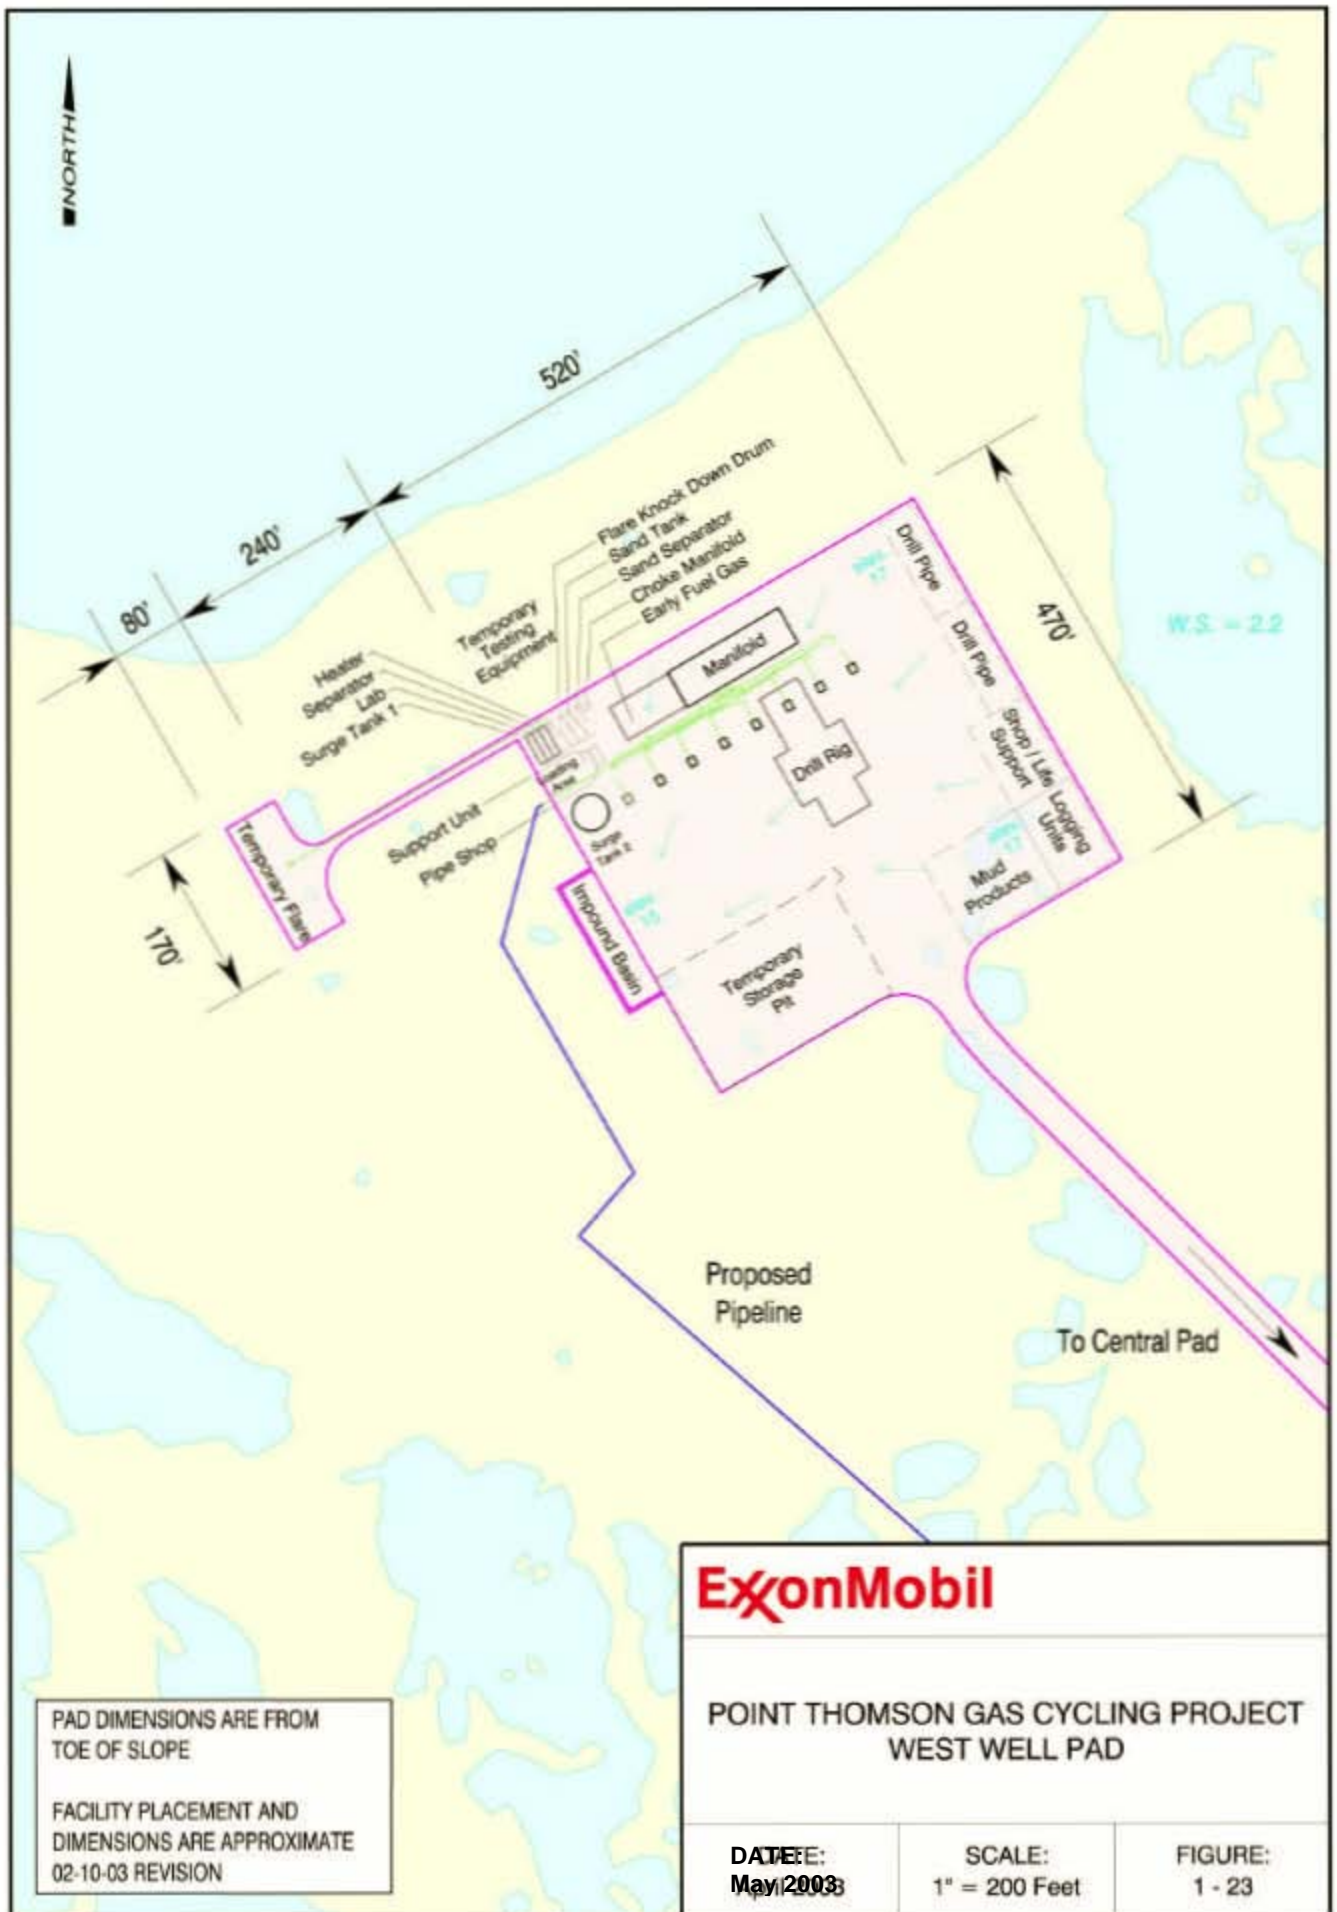 NORTH
520'
240'
80'
Flare Knock Down Drum
Sand Tank
Sand Separator
Choke Manifold
Early Fuel Gas
Temporary
Testing
Equipment
Heater
Separator
Lab
Surge Tank 1
Manifold
Drill Pipe
Drill Pipe
470'
W.S. = 2.2
Shop / Life
Support
Logging
Units
Drill Rig
Loading
Area
Surge
Tank 2
Support Unit
Pipe Shop
Temporary Flare
170'
Impound Basin
Mud
Products
Temporary
Storage
Pit
Proposed
Pipeline
To Central Pad
ExxonMobil
POINT THOMSON GAS CYCLING PROJECT
WEST WELL PAD
PAD DIMENSIONS ARE FROM
TOE OF SLOPE
FACILITY PLACEMENT AND
DIMENSIONS ARE APPROXIMATE
02-10-03 REVISION
DATE:
May 2003
SCALE:
1" = 200 Feet
FIGURE:
1 - 23